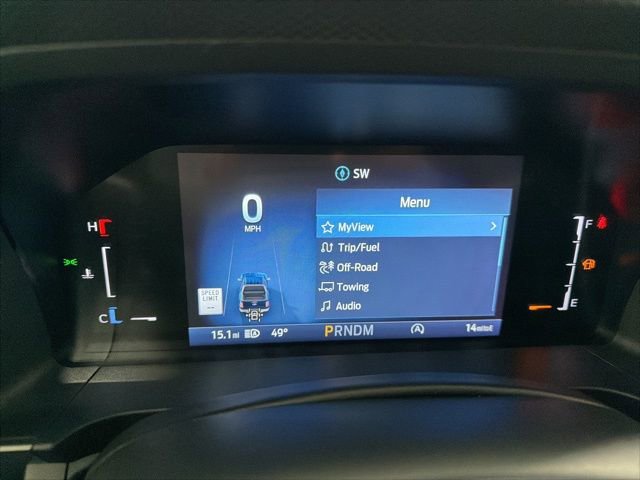 SW
0
MPH
Menu
MyView
Trip/Fuel
Off-Road
Towing
Audio
SPEED
LIMIT
--
H
C
F
E
15.1 mi 49° PRNDM A 14 mi to E